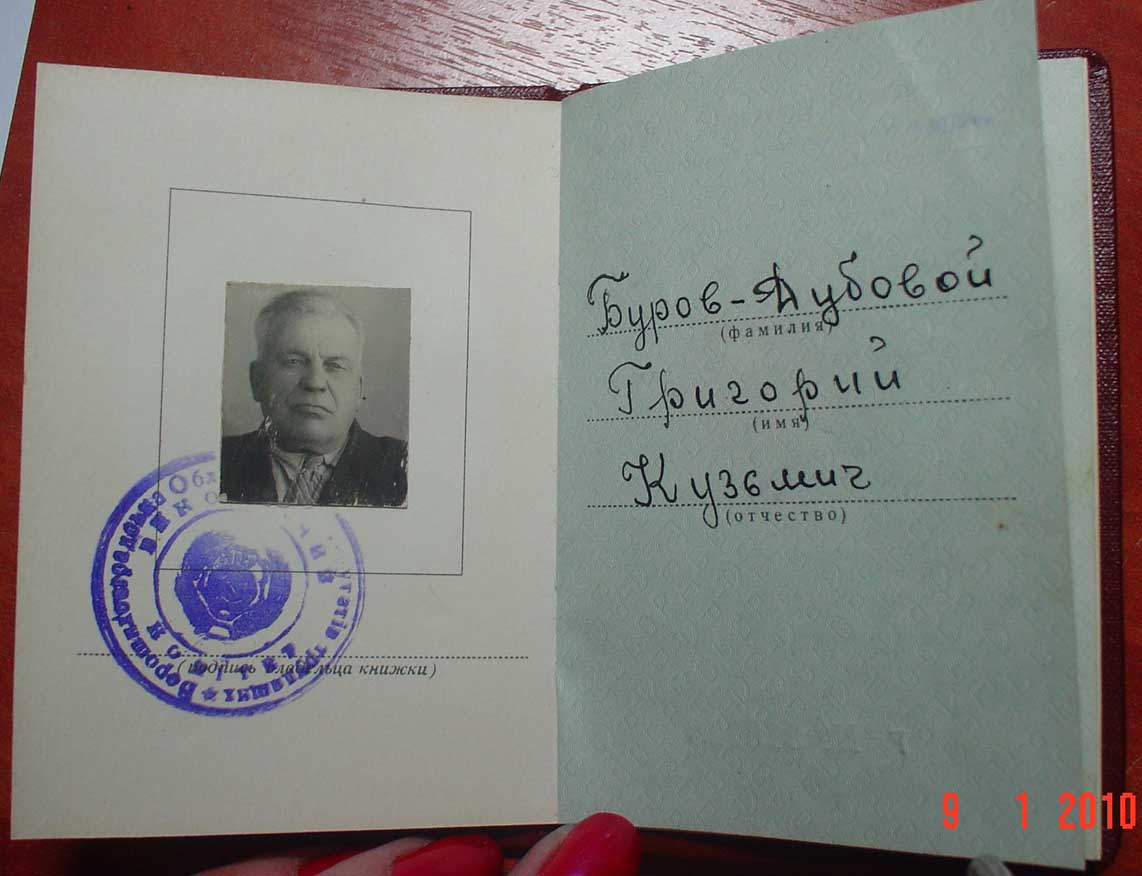 (подпись владельца книжки)
Буров-Дубовой
(фамилия)
Григорий
(имя)
Кузьмич
(отчество)
9 1 2010